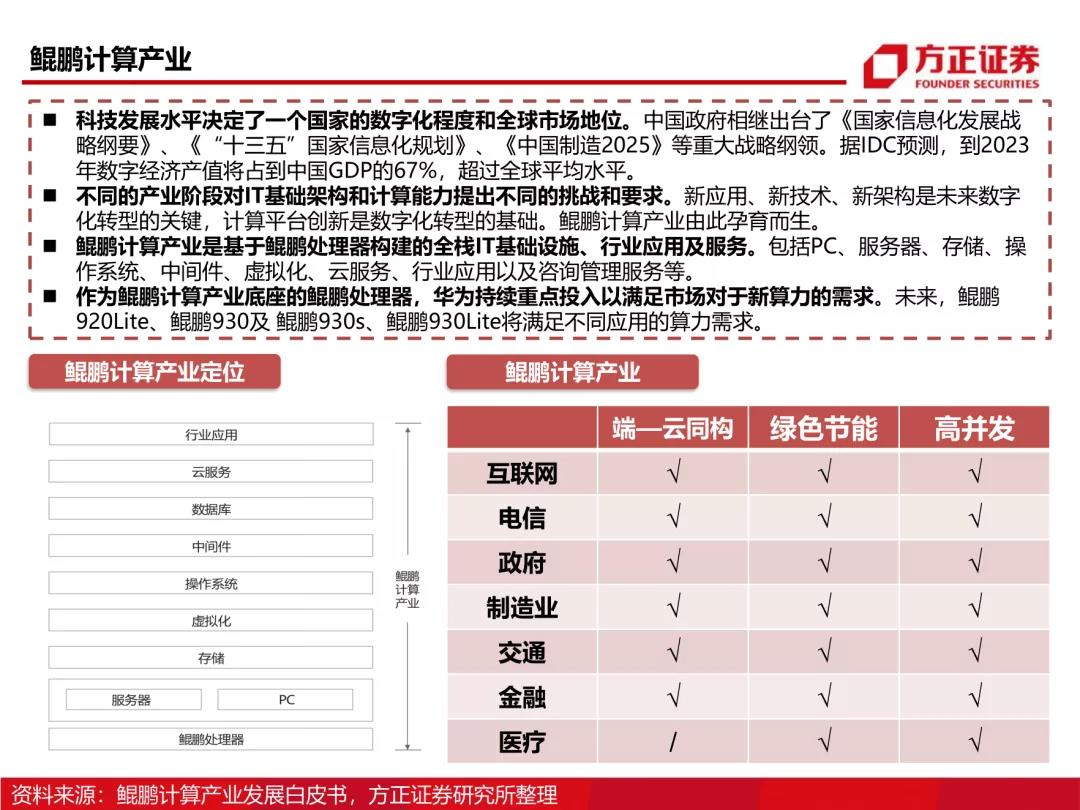 鲲鹏计算产业
方正证券
FOUNDER SECURITIES
■ 科技发展水平决定了一个国家的数字化程度和全球市场地位。中国政府相继出台了《国家信息化发展战
略纲要》、《“十三五”国家信息化规划》、《中国制造2025》等重大战略纲领。据IDC预测，到2023
年数字经济产值将占到中国GDP的67%，超过全球平均水平。
■ 不同的产业阶段对IT基础架构和计算能力提出不同的挑战和要求。新应用、新技术、新架构是未来数字
化转型的关键，计算平台创新是数字化转型的基础。鲲鹏计算产业由此孕育而生。
■ 鲲鹏计算产业是基于鲲鹏处理器构建的全栈IT基础设施、行业应用及服务。包括PC、服务器、存储、操
作系统、中间件、虚拟化、云服务、行业应用以及咨询管理服务等。
■ 作为鲲鹏计算产业底座的鲲鹏处理器，华为持续重点投入以满足市场对于新算力的需求。未来，鲲鹏
920Lite、鲲鹏930及 鲲鹏930s、鲲鹏930Lite将满足不同应用的算力需求。
鲲鹏计算产业定位
行业应用
云服务
数据库
中间件
操作系统
虚拟化
存储
服务器 PC
鲲鹏处理器
鲲鹏
计算
产业
鲲鹏计算产业
端—云同构 绿色节能 高并发
互联网 √ √ √
电信 √ √ √
政府 √ √ √
制造业 √ √ √
交通 √ √ √
金融 √ √ √
医疗 / √ √
资料来源：鲲鹏计算产业发展白皮书，方正证券研究所整理